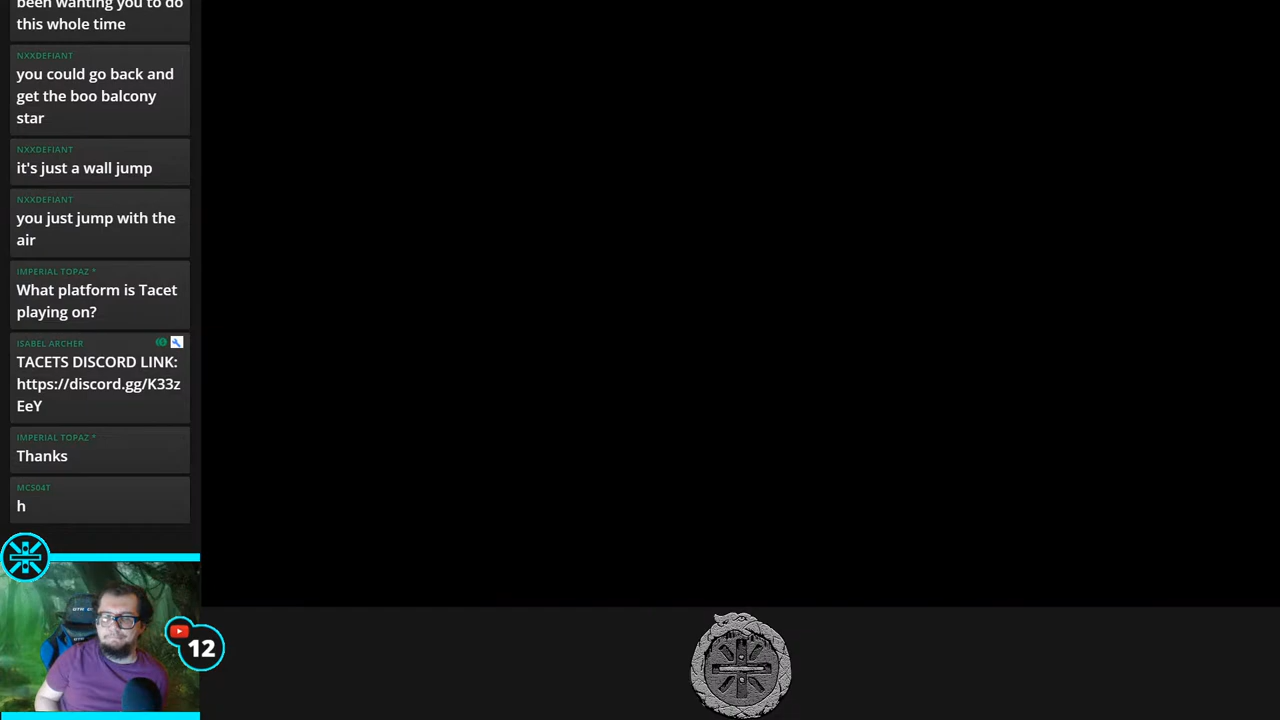 been wanting you to do
this whole time
NXXDEFIANT
you could go back and
get the boo balcony
star
NXXDEFIANT
it's just a wall jump
NXXDEFIANT
you just jump with the
air
IMPERIAL TOPAZ *
What platform is Tacet
playing on?
ISABEL ARCHER
TACETS DISCORD LINK:
https://discord.gg/K33z
EeY
IMPERIAL TOPAZ *
Thanks
MCS04T
h
12